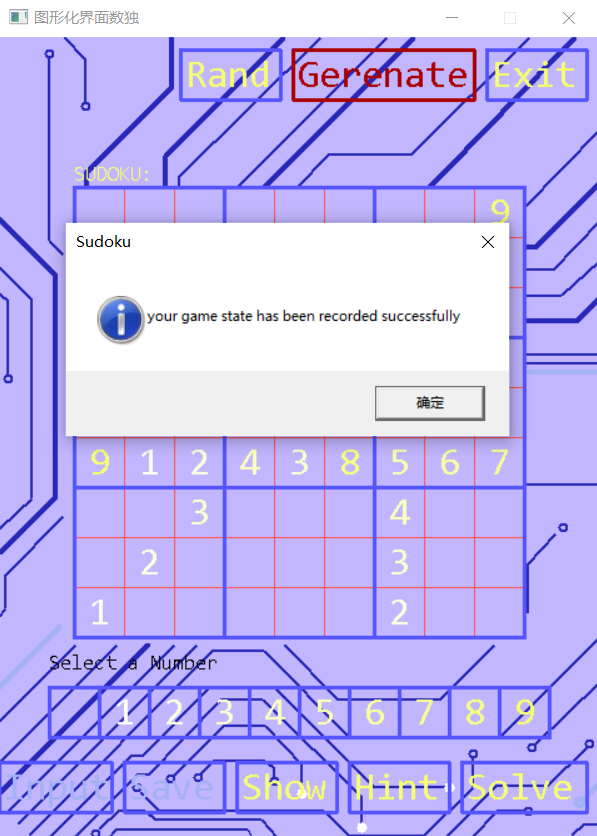 图形化界面数独
Rand Gerenate Exit
SUDOKU:
9
Sudoku
your game state has been recorded successfully
确定
9 1 2 4 3 8 5 6 7
3 4
2 3
1 2
Select a Number
1 2 3 4 5 6 7 8 9
Input Save Show Hint Solve